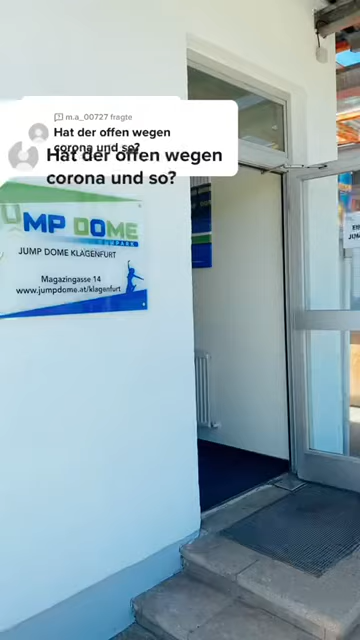 m.a_00727 fragte
Hat der offen wegen
corona und so?
Hat der offen wegen
corona und so?
JUMP DOME
JUMP DOME KLAGENFURT
Magazingasse 14
www.jumpdome.at/klagenfurt